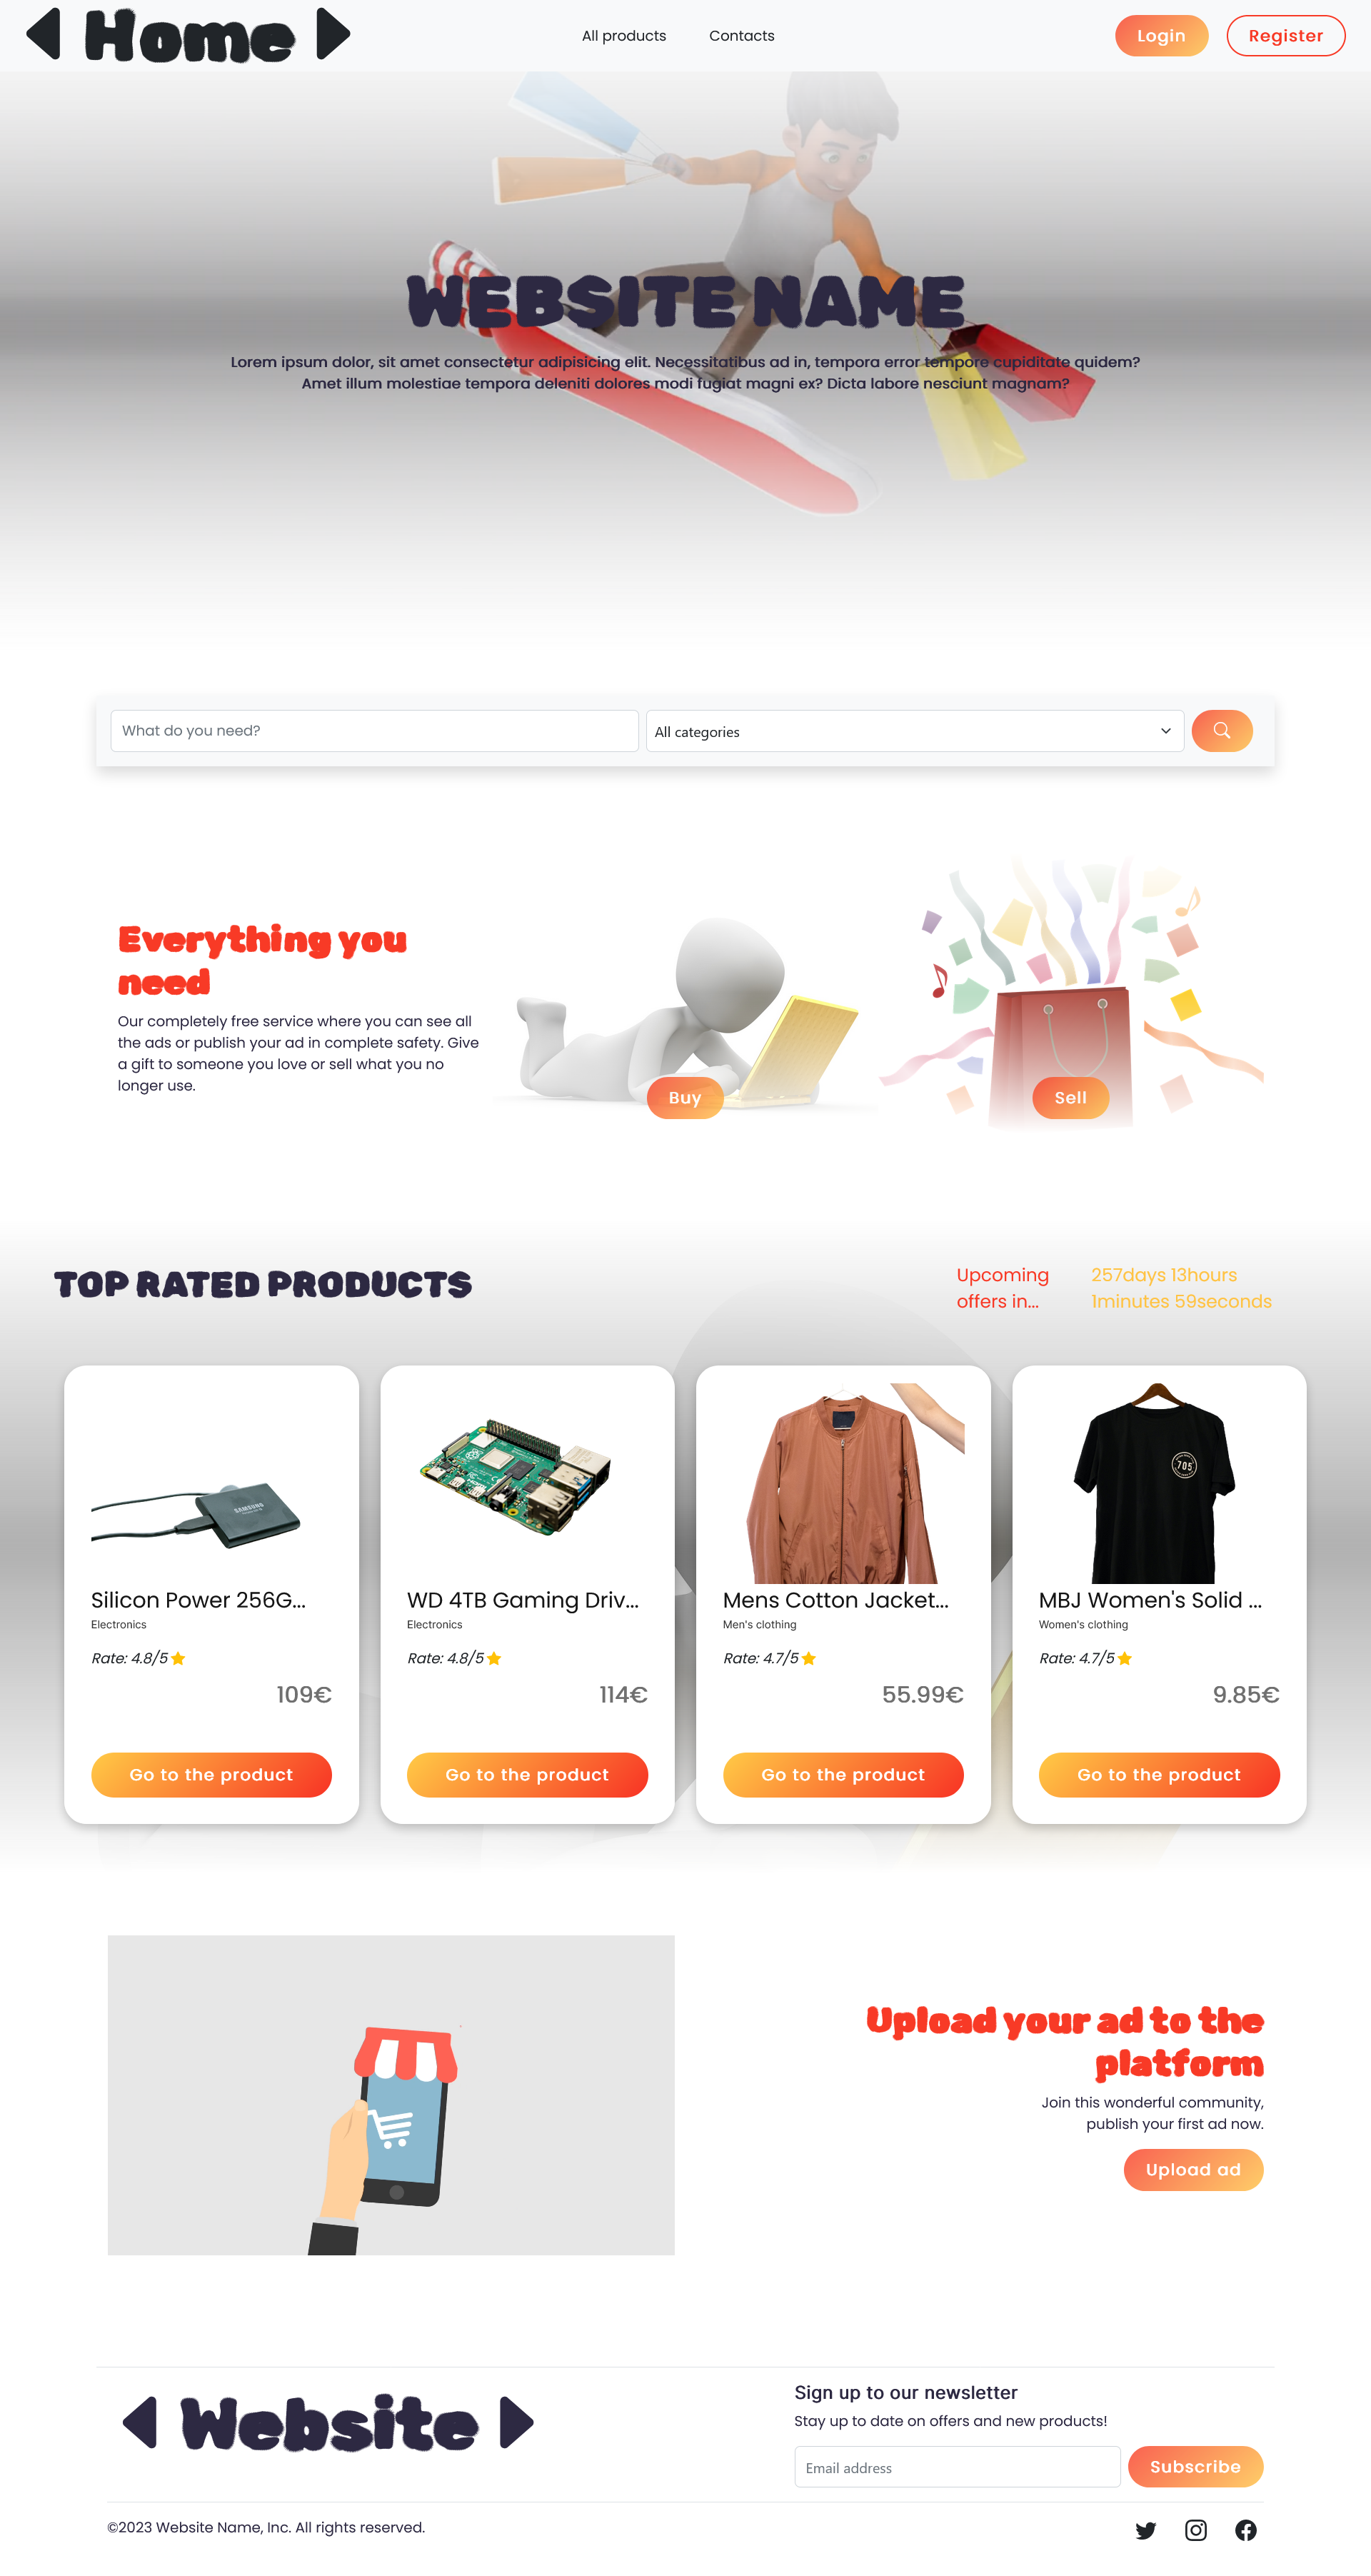 Home
All products
Contacts
Login
Register
WEBSITE NAME
Lorem ipsum dolor, sit amet consectetur adipisicing elit. Necessitatibus ad in, tempora error tempore cupiditate quidem?
Amet illum molestiae tempora deleniti dolores modi fugiat magni ex? Dicta labore nesciunt magnam?
What do you need?
All categories
Everything you
need
Our completely free service where you can see all
the ads or publish your ad in complete safety. Give
a gift to someone you love or sell what you no
longer use.
Buy
Sell
TOP RATED PRODUCTS
Upcoming
offers in...
257days 13hours
1minutes 59seconds
SAMSUNG
Silicon Power 256G...
Electronics
Rate: 4.8/5
109€
Go to the product
WD 4TB Gaming Driv...
Electronics
Rate: 4.8/5
114€
Go to the product
Mens Cotton Jacket...
Men's clothing
Rate: 4.7/5
55.99€
Go to the product
705
MBJ Women's Solid ...
Women's clothing
Rate: 4.7/5
9.85€
Go to the product
Upload your ad to the
platform
Join this wonderful community,
publish your first ad now.
Upload ad
Website
Sign up to our newsletter
Stay up to date on offers and new products!
Email address
Subscribe
©2023 Website Name, Inc. All rights reserved.